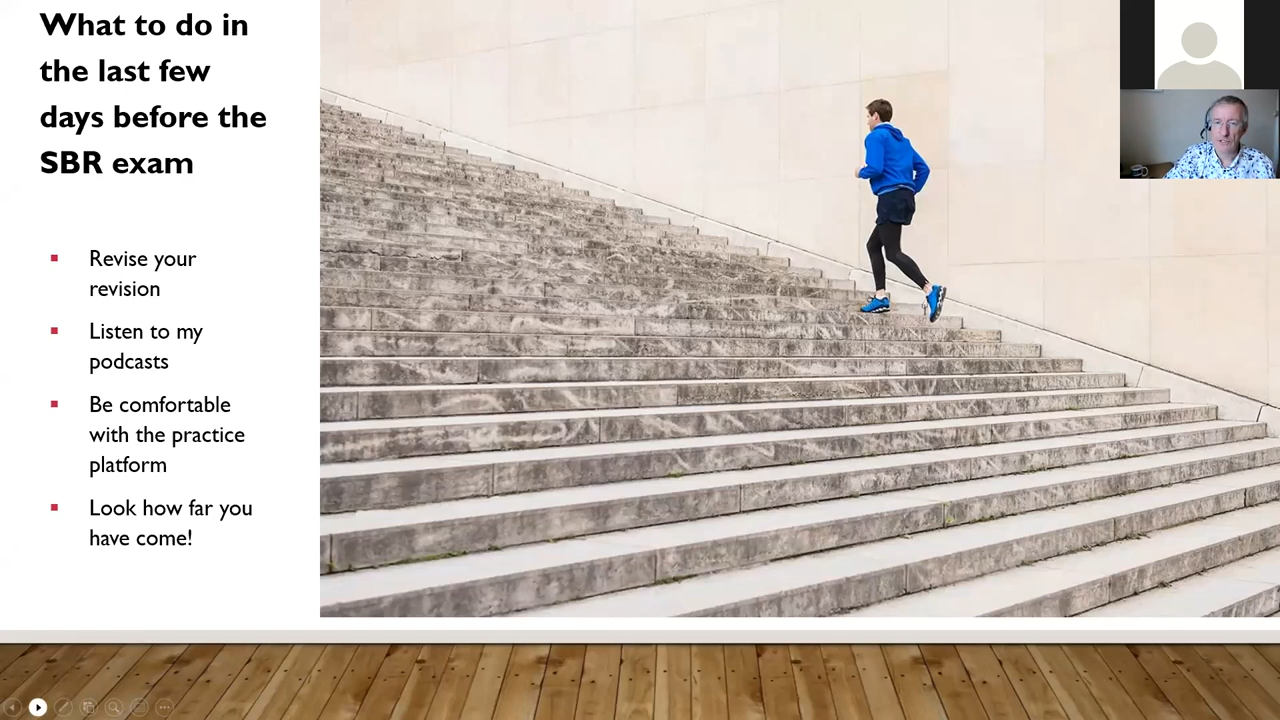 What to do in
the last few
days before the
SBR exam
Revise your
revision
Listen to my
podcasts
Be comfortable
with the practice
platform
Look how far you
have come!